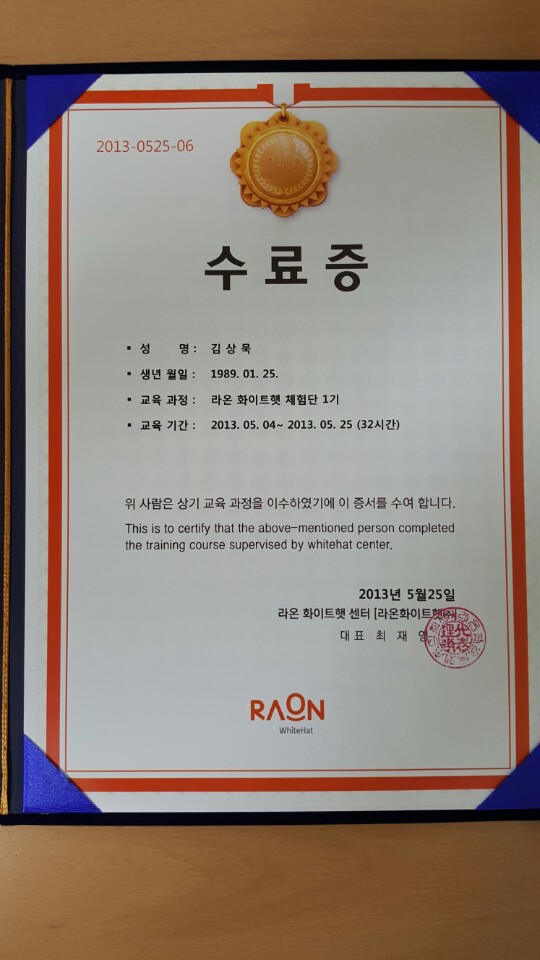 2013-0525-06
수료증
▪ 성 명 : 김 상 묵
▪ 생년 월일 : 1989. 01. 25.
▪ 교육 과정 : 라온 화이트햇 체험단 1기
▪ 교육 기간 : 2013. 05. 04~ 2013. 05. 25 (32시간)
위 사람은 상기 교육 과정을 이수하였기에 이 증서를 수여 합니다.
This is to certify that the above-mentioned person completed
the training course supervised by whitehat center.
2013년 5월25일
라온 화이트햇 센터 [라온화이트햇㈜]
대표 최 재 영
RAON
WhiteHat